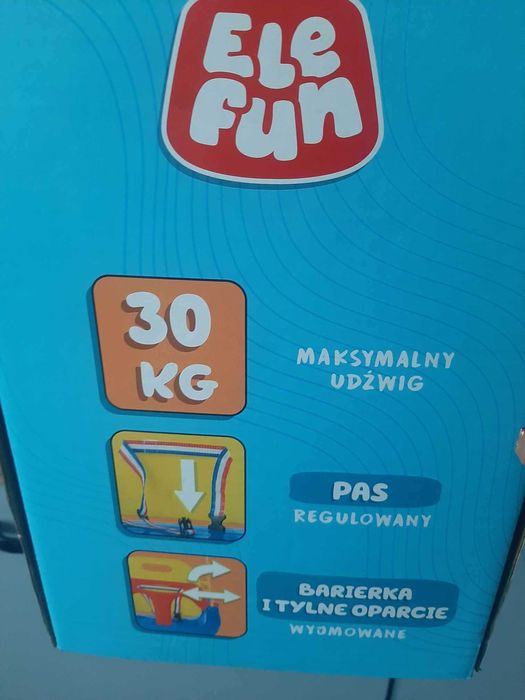 Ele
fun
30
KG
MAKSYMALNY
UDŹWIG
PAS
REGULOWANY
BARIERKA
I TYLNE OPARCIE
WYJMOWANE